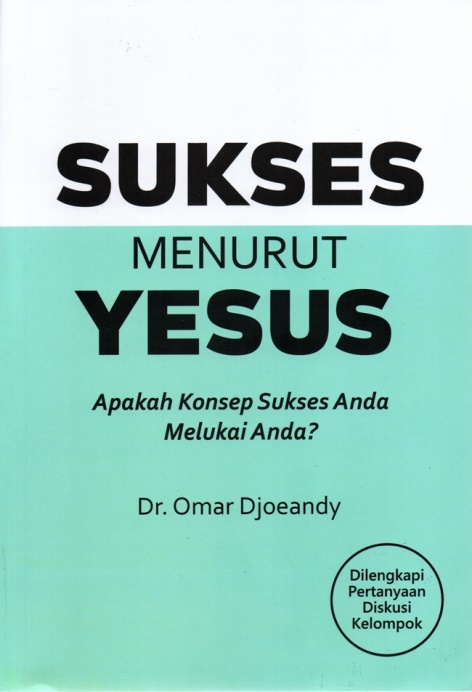 SUKSES
MENURUT
YESUS
Apakah Konsep Sukses Anda
Melukai Anda?
Dr. Omar Djoeandy
Dilengkapi
Pertanyaan
Diskusi
Kelompok